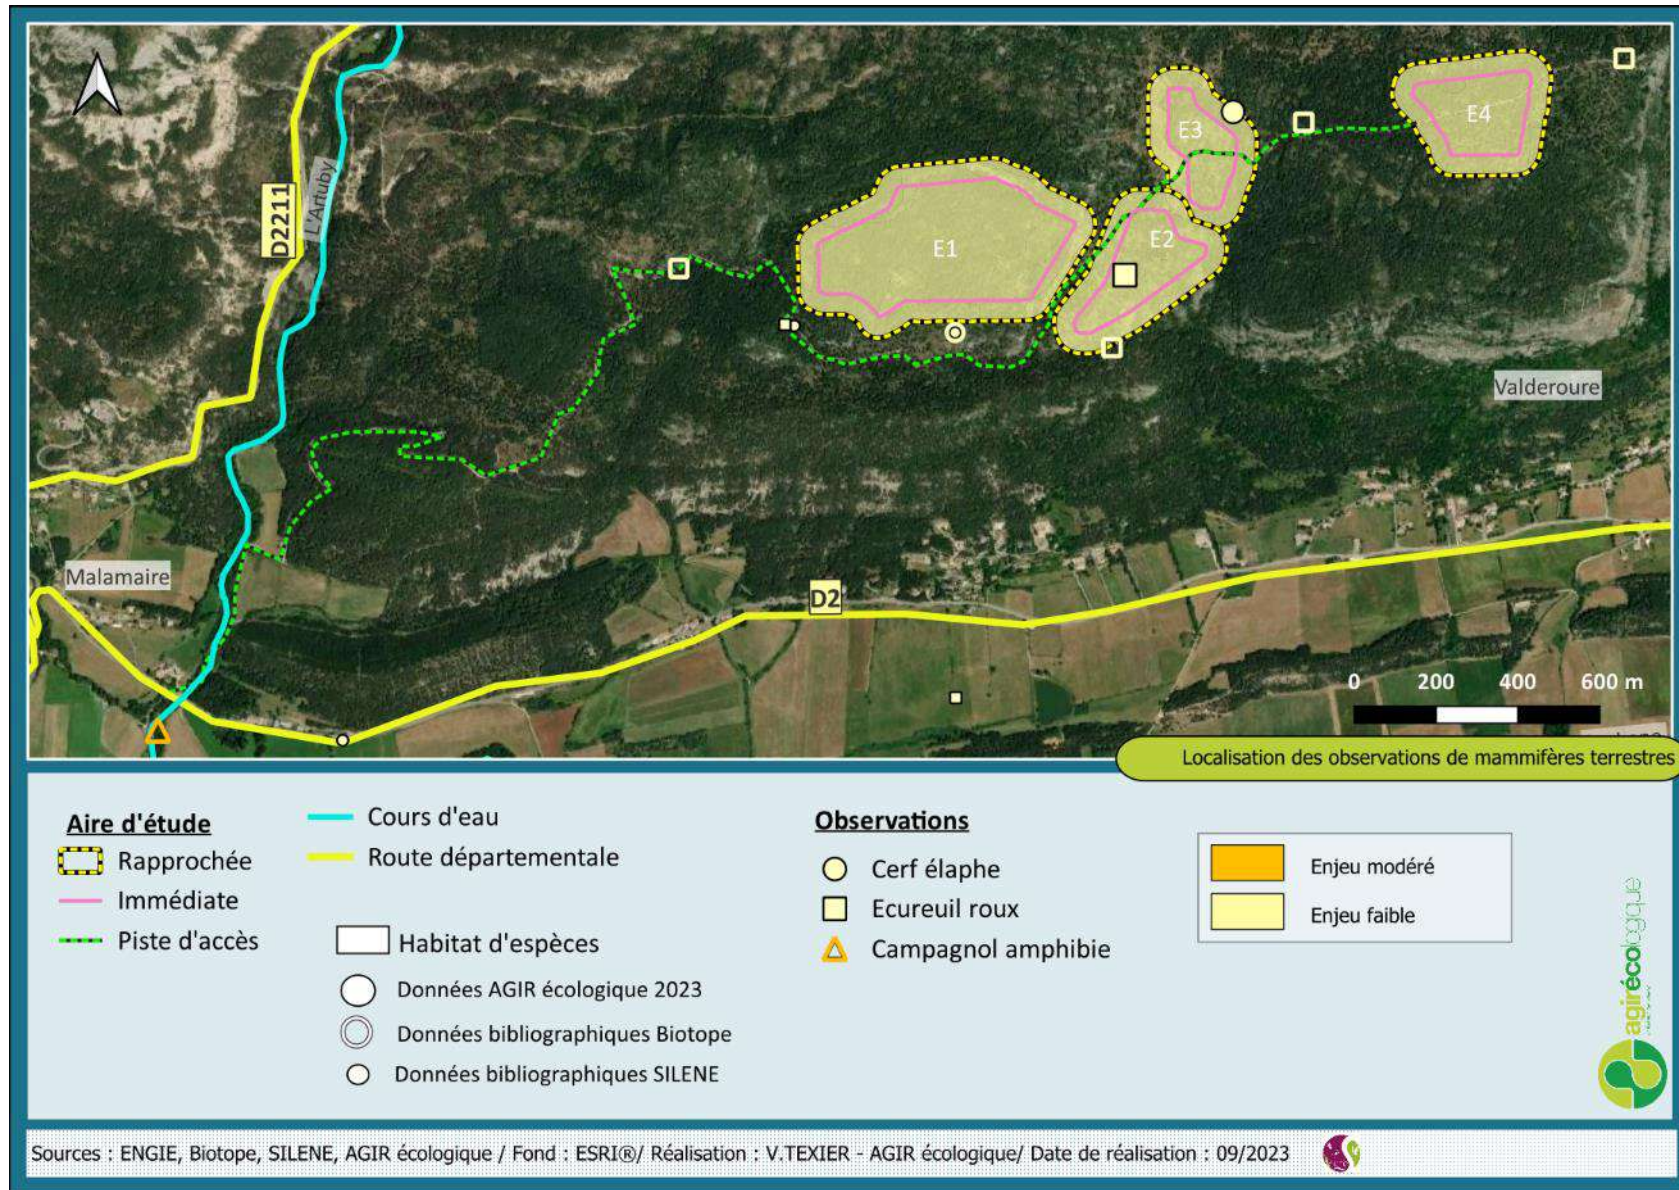 E4
E3
D2211
L'Artuby
E1
E2
Valderoure
Malamaire
D2
0 200 400 600 m
Localisation des observations de mammifères terrestres
Aire d'étude
Rapprochée
Immédiate
Piste d'accès
Cours d'eau
Route départementale
Habitat d'espèces
Données AGIR écologique 2023
Données bibliographiques Biotope
Données bibliographiques SILENE
Observations
Cerf élaphe
Ecureuil roux
Campagnol amphibie
Enjeu modéré
Enjeu faible
agirécologique
Sources : ENGIE, Biotope, SILENE, AGIR écologique / Fond : ESRI®/ Réalisation : V.TEXIER - AGIR écologique/ Date de réalisation : 09/2023